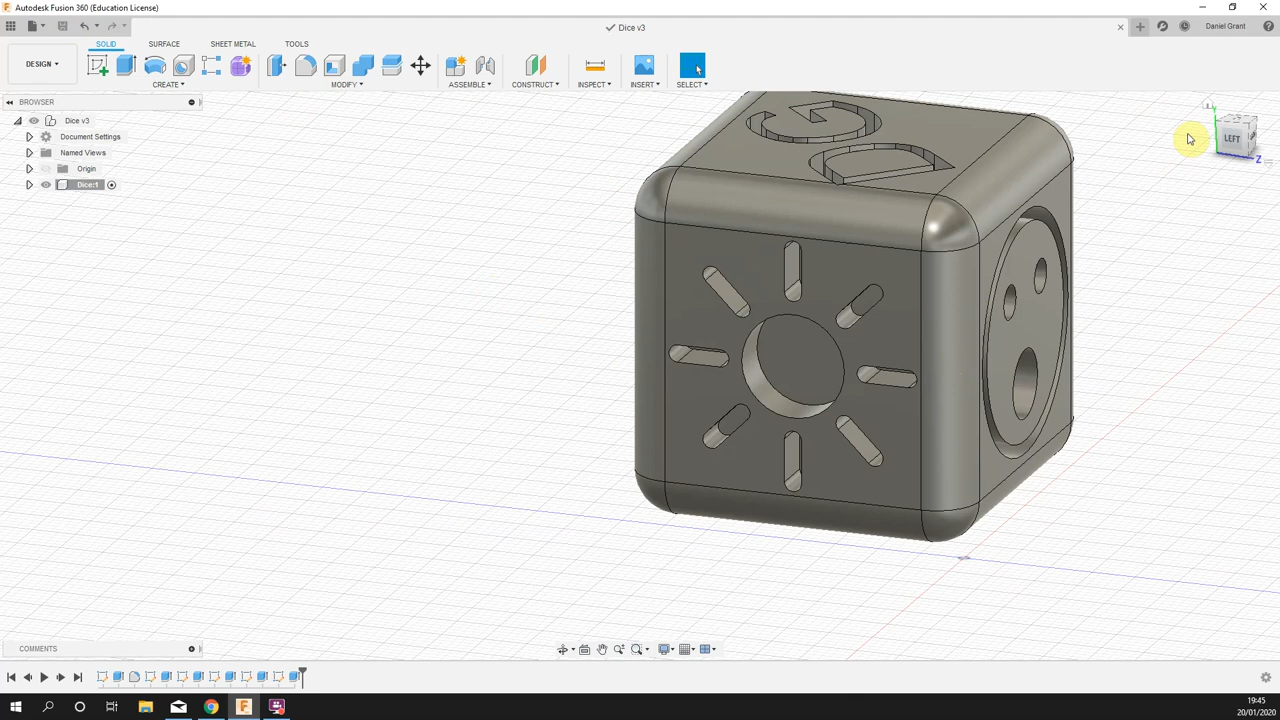 Autodesk Fusion 360 (Education License)
Dice v3
Daniel Grant
DESIGN
SOLID
SURFACE
SHEET METAL
TOOLS
CREATE
MODIFY
ASSEMBLE
CONSTRUCT
INSPECT
INSERT
SELECT
BROWSER
Dice v3
Document Settings
Named Views
Origin
Dice:1
G
D
Y
LEFT
Z
COMMENTS
19:45
20/01/2020